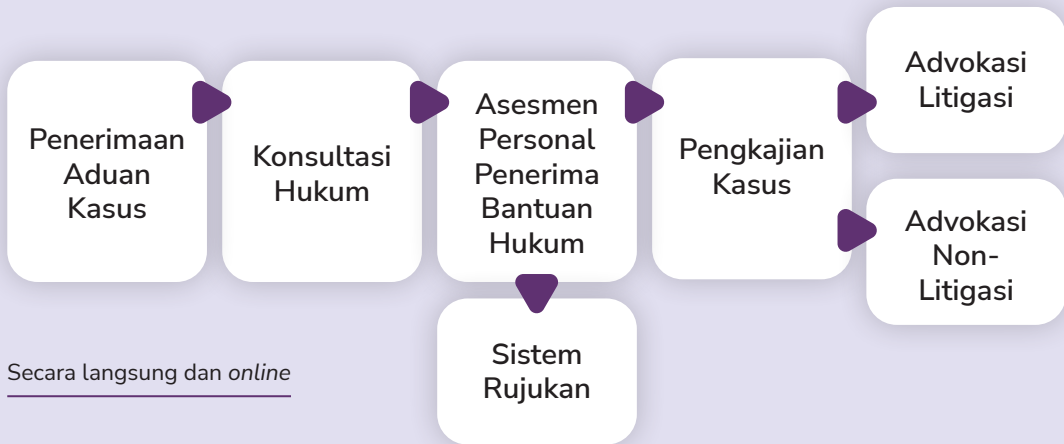 Penerimaan
Aduan
Kasus
Konsultasi
Hukum
Asesmen
Personal
Penerima
Bantuan
Hukum
Pengkajian
Kasus
Advokasi
Litigasi
Advokasi
Non-
Litigasi
Sistem
Rujukan
Secara langsung dan online